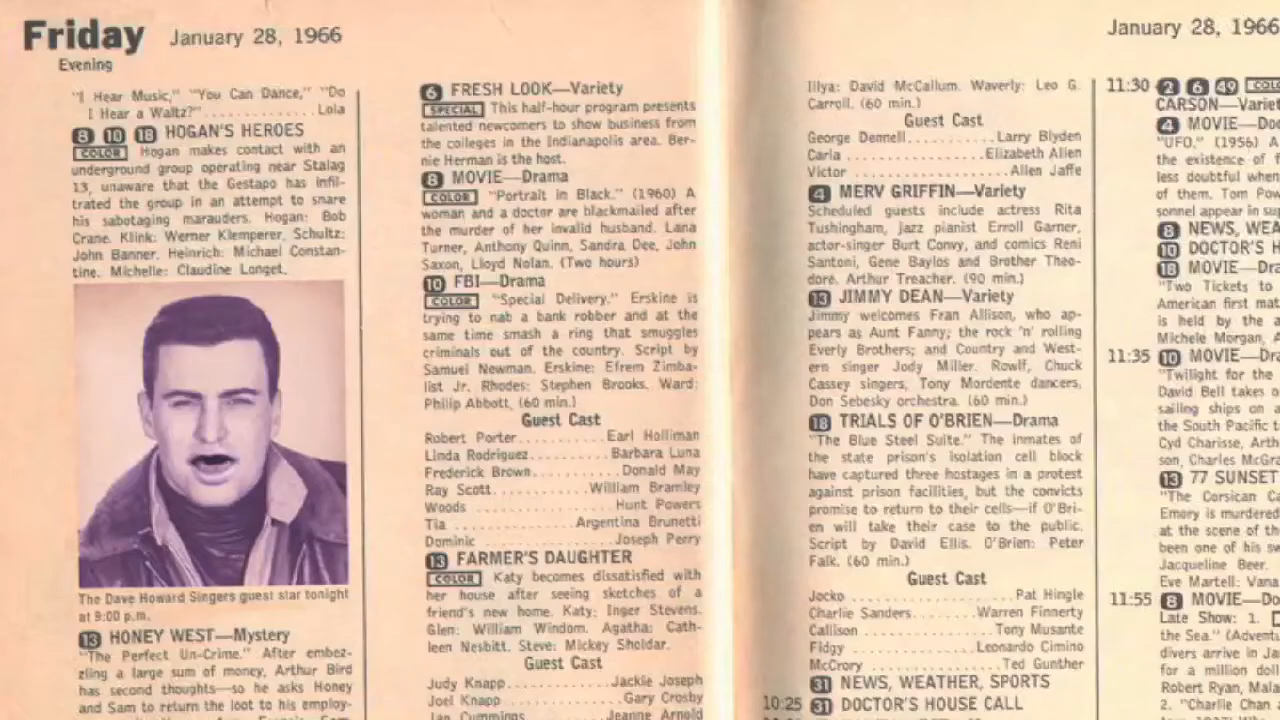 Friday January 28, 1966
Evening
"I Hear Music," "You Can Dance," "Do
I Hear a Waltz?"..................Lola
8 10 18 HOGAN'S HEROES
COLOR Hogan makes contact with an
underground group operating near Stalag
13, unaware that the Gestapo has infil-
trated the group in an attempt to snare
his sabotaging marauders. Hogan: Bob
Crane. Klink: Werner Klemperer. Schultz:
John Banner. Heinrich: Michael Constan-
tine. Michelle: Claudine Longet.
The Dave Howard Singers guest star tonight
at 9:00 p.m.
13 HONEY WEST—Mystery
"The Perfect Un-Crime." After embez-
zling a large sum of money, Arthur Bird
has second thoughts—so he asks Honey
and Sam to return the loot to his employ-
6 FRESH LOOK—Variety
SPECIAL This half-hour program presents
talented newcomers to show business from
the colleges in the Indianapolis area. Ber-
nie Herman is the host.
8 MOVIE—Drama
COLOR "Portrait in Black." (1960) A
woman and a doctor are blackmailed after
the murder of her invalid husband. Lana
Turner, Anthony Quinn, Sandra Dee, John
Saxon, Lloyd Nolan. (Two hours)
10 FBI—Drama
COLOR "Special Delivery." Erskine is
trying to nab a bank robber and at the
same time smash a ring that smuggles
criminals out of the country. Script by
Samuel Newman. Erskine: Efrem Zimba-
list Jr. Rhodes: Stephen Brooks. Ward:
Philip Abbott. (60 min.)
Guest Cast
Robert Porter...........Earl Holliman
Linda Rodriguez..........Barbara Luna
Frederick Brown...........Donald May
Ray Scott............William Bramley
Woods...............Hunt Powers
Tia...............Argentina Brunetti
Dominic.................Joseph Perry
13 FARMER'S DAUGHTER
COLOR Katy becomes dissatisfied with
her house after seeing sketches of a
friend's new home. Katy: Inger Stevens.
Glen: William Windom. Agatha: Cath-
leen Nesbitt. Steve: Mickey Sholdar.
Guest Cast
Judy Knapp.............Jackie Joseph
Joel Knapp...............Gary Crosby
Jan Cummings..........Jeanne Arnold
January 28, 1966
Illya: David McCallum. Waverly: Leo G.
Carroll. (60 min.)
Guest Cast
George Dennell............Larry Blyden
Carla................Elizabeth Allen
Victor..................Allen Jaffe
4 MERV GRIFFIN—Variety
Scheduled guests include actress Rita
Tushingham, jazz pianist Erroll Garner,
actor-singer Burt Convy, and comics Reni
Santoni, Gene Baylos and Brother Theo-
dore. Arthur Treacher. (90 min.)
13 JIMMY DEAN—Variety
Jimmy welcomes Fran Allison, who ap-
pears as Aunt Fanny; the rock 'n' rolling
Everly Brothers; and Country and West-
ern singer Jody Miller. Rowlf, Chuck
Cassey singers, Tony Mordente dancers,
Don Sebesky orchestra. (60 min.)
18 TRIALS OF O'BRIEN—Drama
"The Blue Steel Suite." The inmates of
the state prison's isolation cell block
have captured three hostages in a protest
against prison facilities, but the convicts
promise to return to their cells—if O'Bri-
en will take their case to the public.
Script by David Ellis. O'Brien: Peter
Falk. (60 min.)
Guest Cast
Jocko....................Pat Hingle
Charlie Sanders........Warren Finnerty
Callison................Tony Musante
Fidgy.................Leonardo Cimino
McCrory.................Ted Gunther
31 NEWS, WEATHER, SPORTS
10:25 31 DOCTOR'S HOUSE CALL
11:30 2 6 49
CARSON—Variet
4 MOVIE—Doc
"UFO." (1956) A
the existence of
less doubtful when
of them. Tom Pow
sonnel appear in su
8 NEWS, WEA
10 DOCTOR'S H
18 MOVIE—Dra
"Two Tickets to
American first mat
is held by the a
Michele Morgan, A
11:35 10 MOVIE—Dra
"Twilight for the
David Bell takes o
sailing ships on a
the South Pacific t
Cyd Charisse, Arth
son, Charles McGra
13 77 SUNSET
"The Corsican Ca
Emory is murdered
at the scene of th
been one of his se
Jacqueline Beer.
Eve Martell: Vana
11:55 8 MOVIE—Do
Late Show: 1.
the Sea." (Adventu
divers arrive in Ja
for a million doll
Robert Ryan, Mala
2. "Charlie Chan